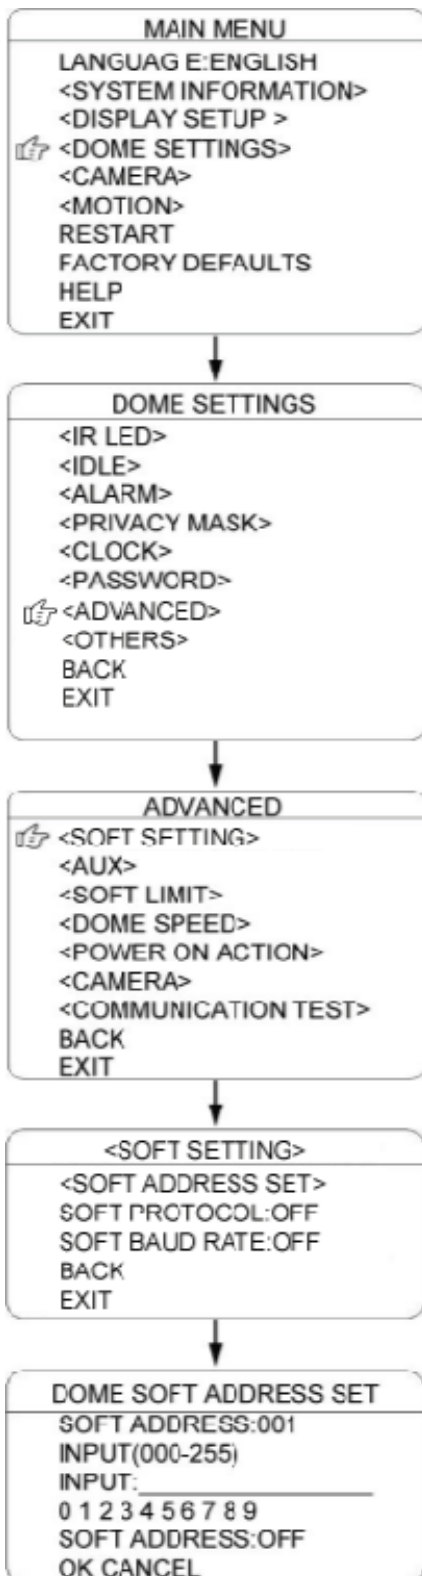 MAIN MENU
LANGUAG E:ENGLISH
<SYSTEM INFORMATION>
<DISPLAY SETUP >
<DOME SETTINGS>
<CAMERA>
<MOTION>
RESTART
FACTORY DEFAULTS
HELP
EXIT
DOME SETTINGS
<IR LED>
<IDLE>
<ALARM>
<PRIVACY MASK>
<CLOCK>
<PASSWORD>
<ADVANCED>
<OTHERS>
BACK
EXIT
ADVANCED
<SOFT SETTING>
<AUX>
<SOFT LIMIT>
<DOME SPEED>
<POWER ON ACTION>
<CAMERA>
<COMMUNICATION TEST>
BACK
EXIT
<SOFT SETTING>
<SOFT ADDRESS SET>
SOFT PROTOCOL:OFF
SOFT BAUD RATE:OFF
BACK
EXIT
DOME SOFT ADDRESS SET
SOFT ADDRESS:001
INPUT(000-255)
INPUT:
0 1 2 3 4 5 6 7 8 9
SOFT ADDRESS:OFF
OK CANCEL